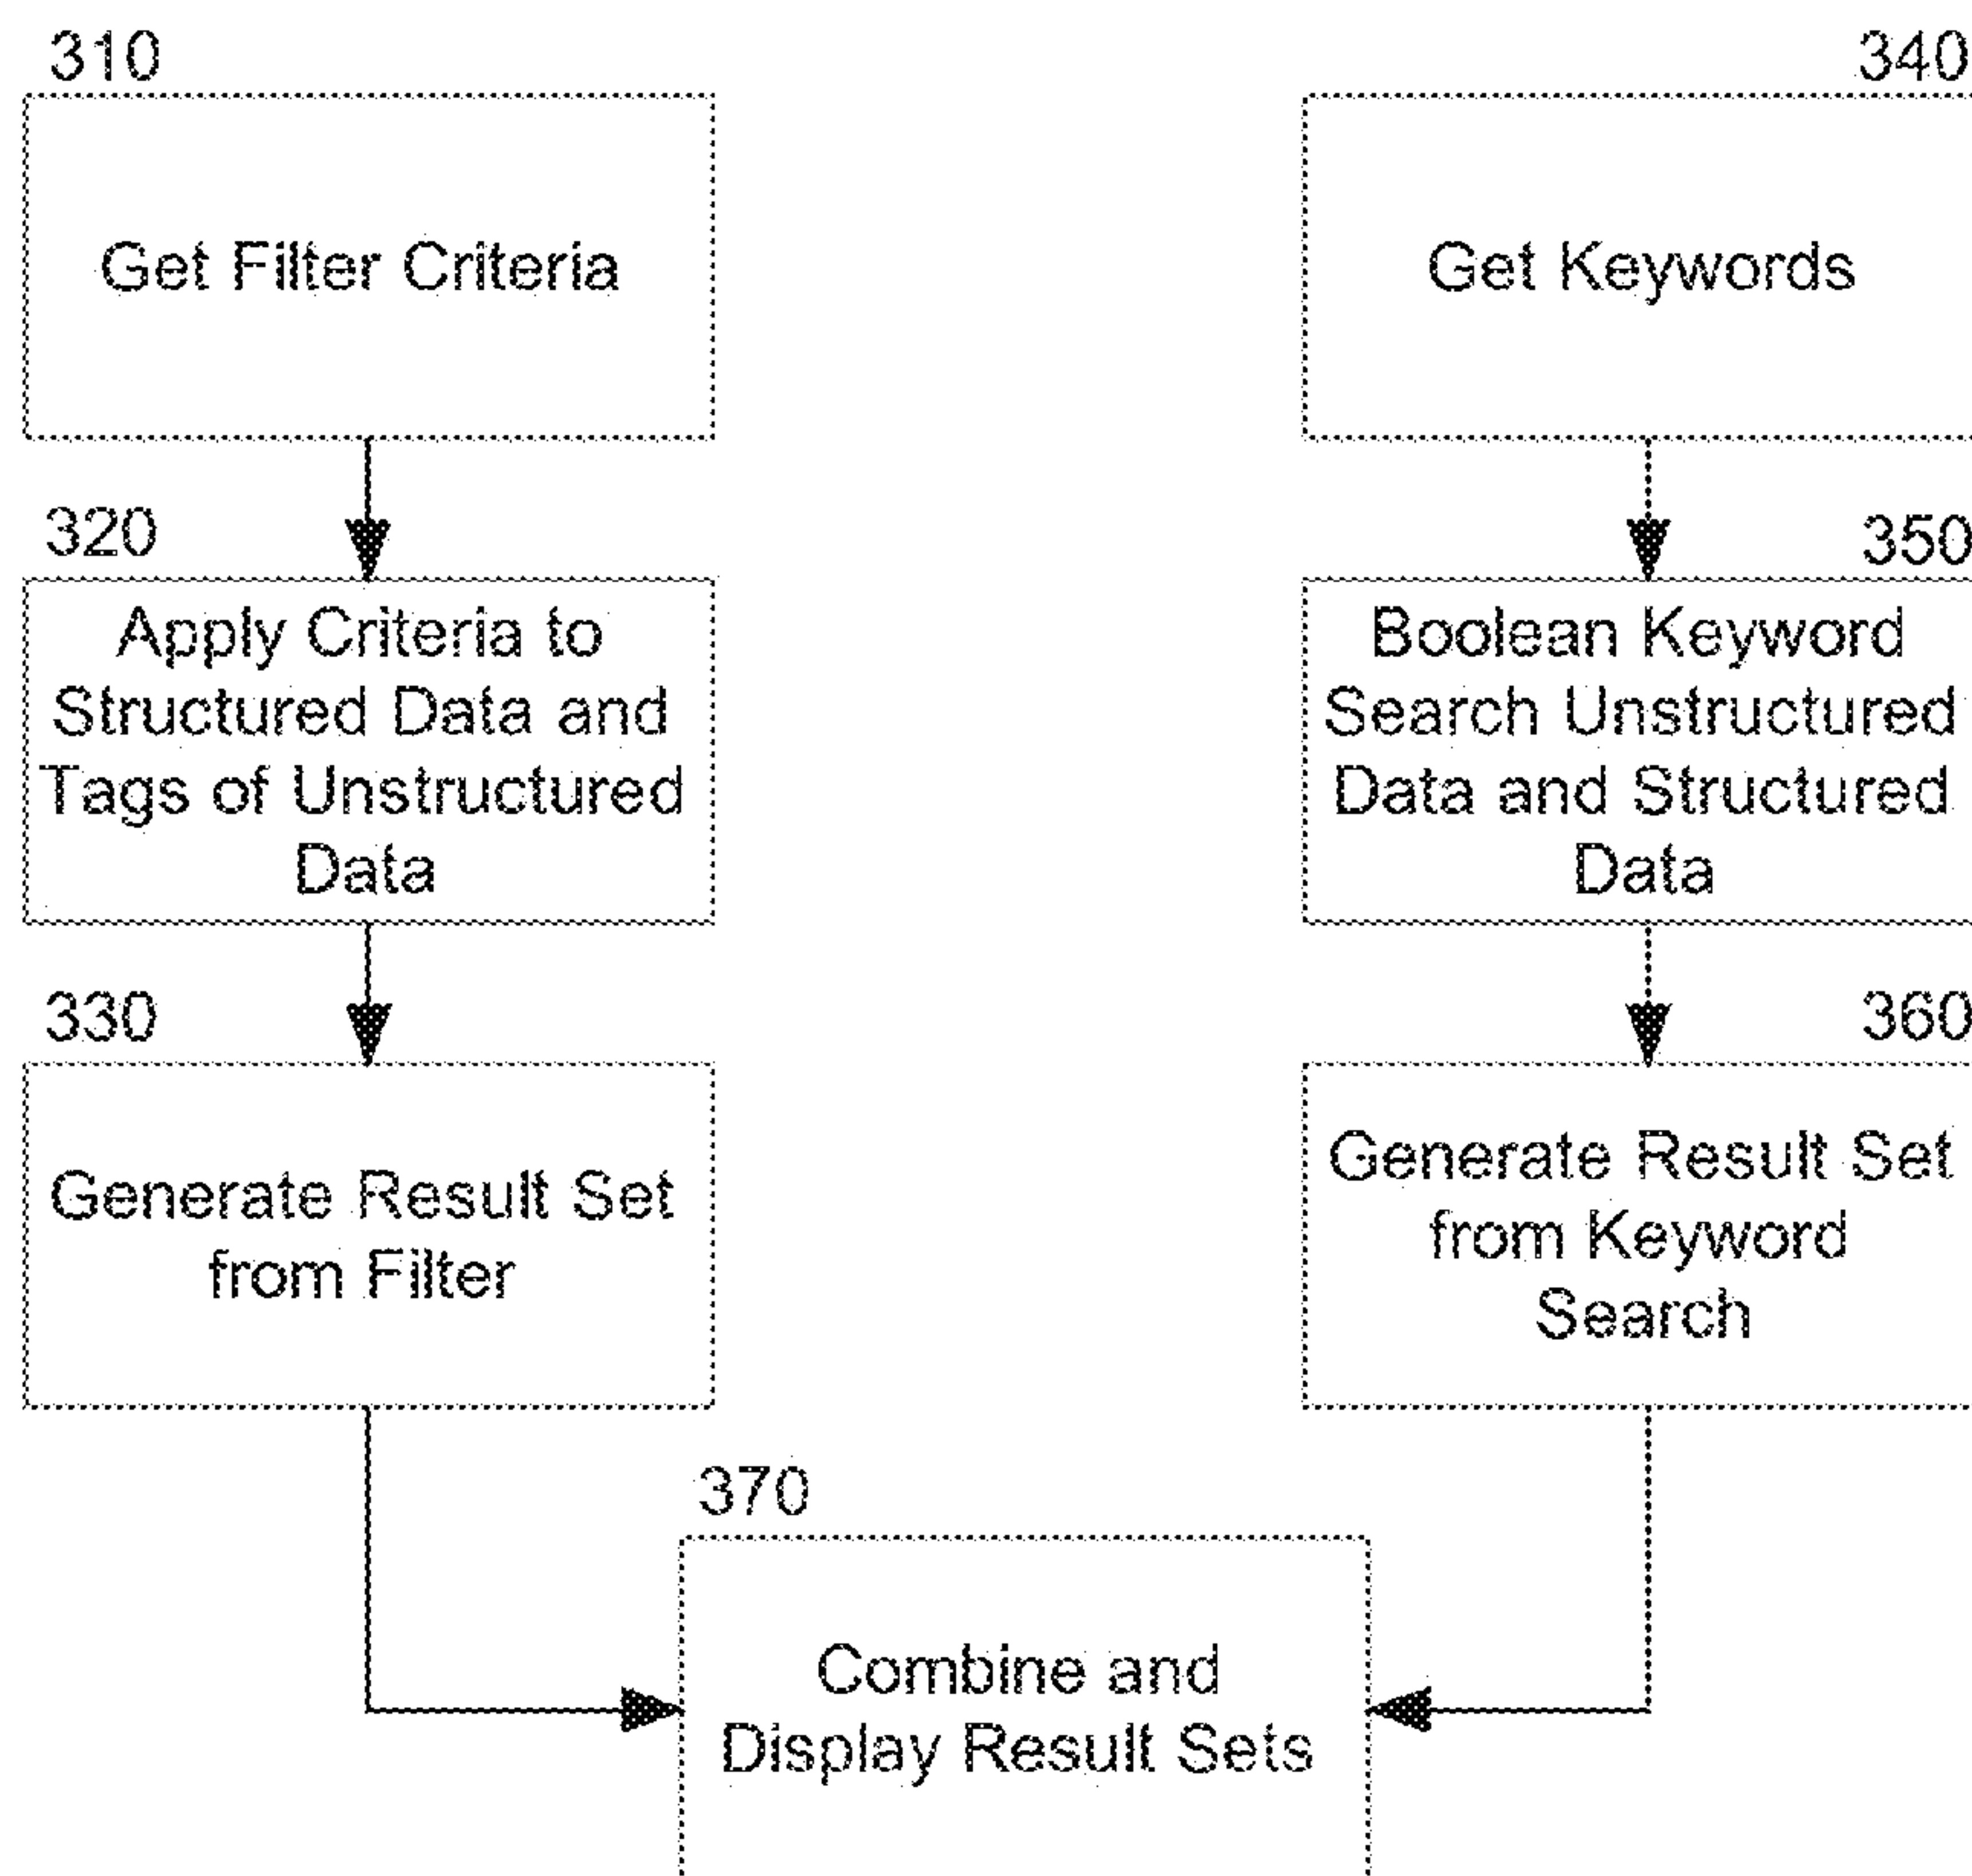 310
Get Filter Criteria
320
Apply Criteria to
Structured Data and
Tags of Unstructured
Data
330
Generate Result Set
from Filter
340
Get Keywords
350
Boolean Keyword
Search Unstructured
Data and Structured
Data
360
Generate Result Set
from Keyword
Search
370
Combine and
Display Result Sets